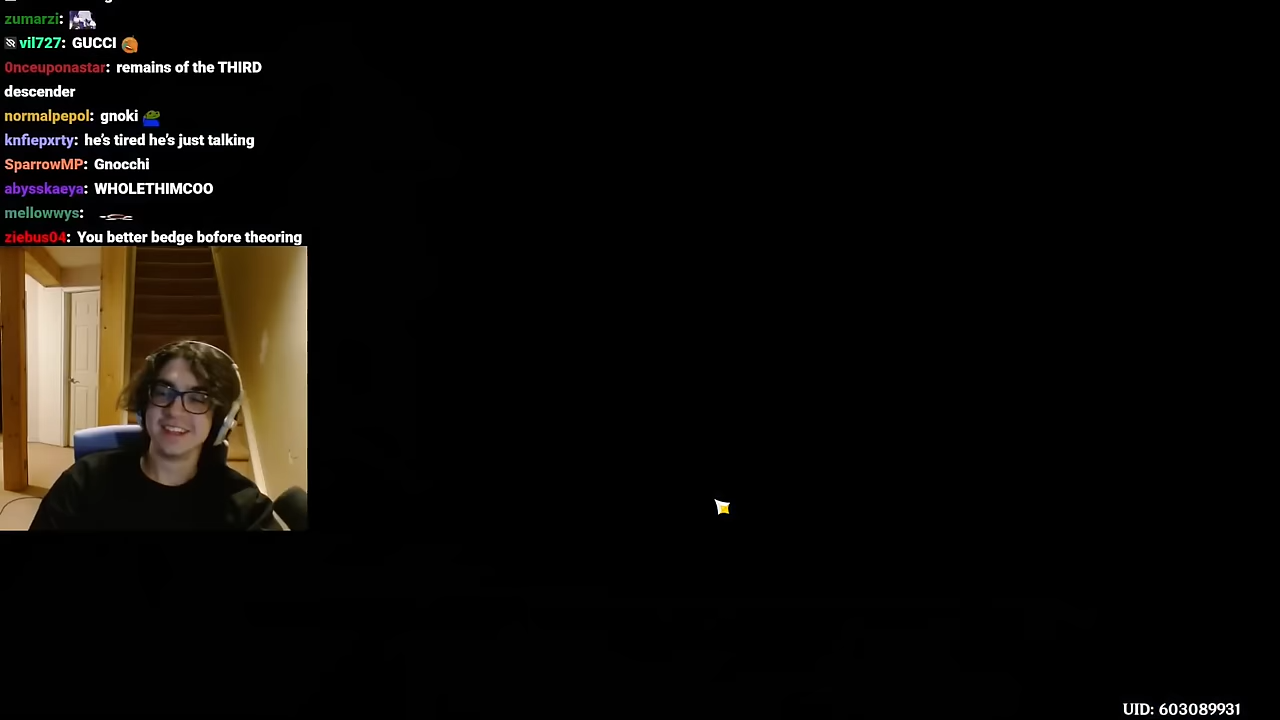 zumarzi:
vil727: GUCCI
0nceuponastar: remains of the THIRD
descender
normalpepol: gnoki
knfiepxrty: he's tired he's just talking
SparrowMP: Gnocchi
abysskaeya: WHOLETHIMCOO
mellowwys:
ziebus04: You better bedge bofore theoring
UID: 603089931